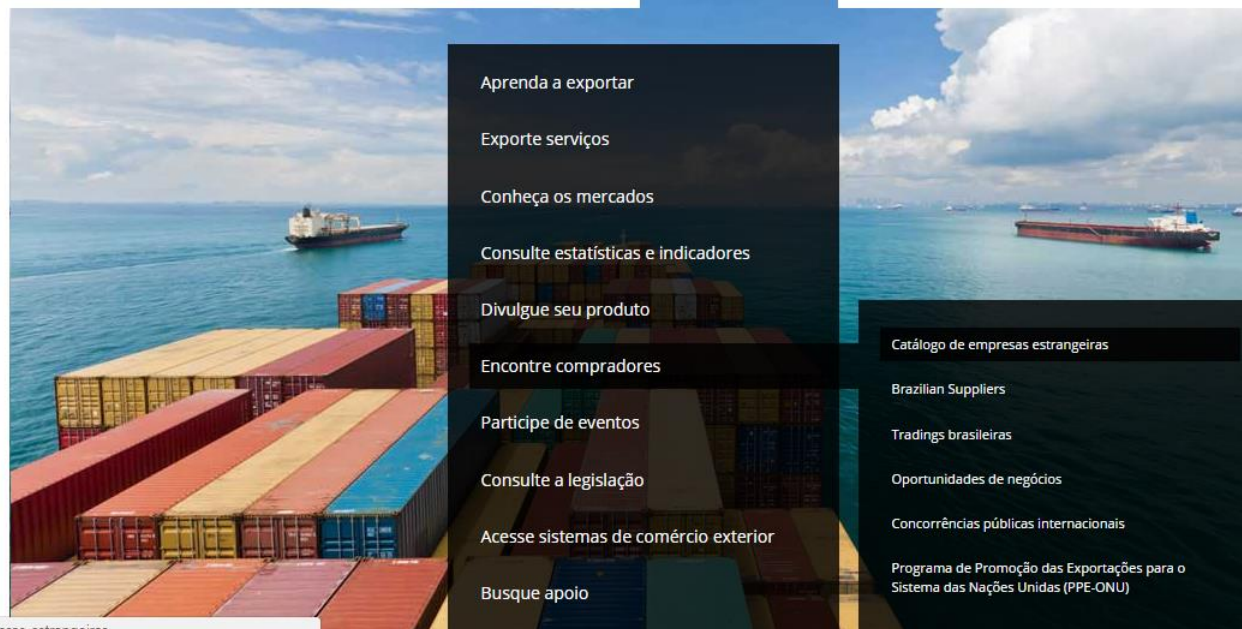 Aprenda a exportar
Exporte serviços
Conheça os mercados
Consulte estatísticas e indicadores
Divulgue seu produto
Encontre compradores
Participe de eventos
Consulte a legislação
Acesse sistemas de comércio exterior
Busque apoio
Catálogo de empresas estrangeiras
Brazilian Suppliers
Tradings brasileiras
Oportunidades de negócios
Concorrências públicas internacionais
Programa de Promoção das Exportações para o
Sistema das Nações Unidas (PPE-ONU)